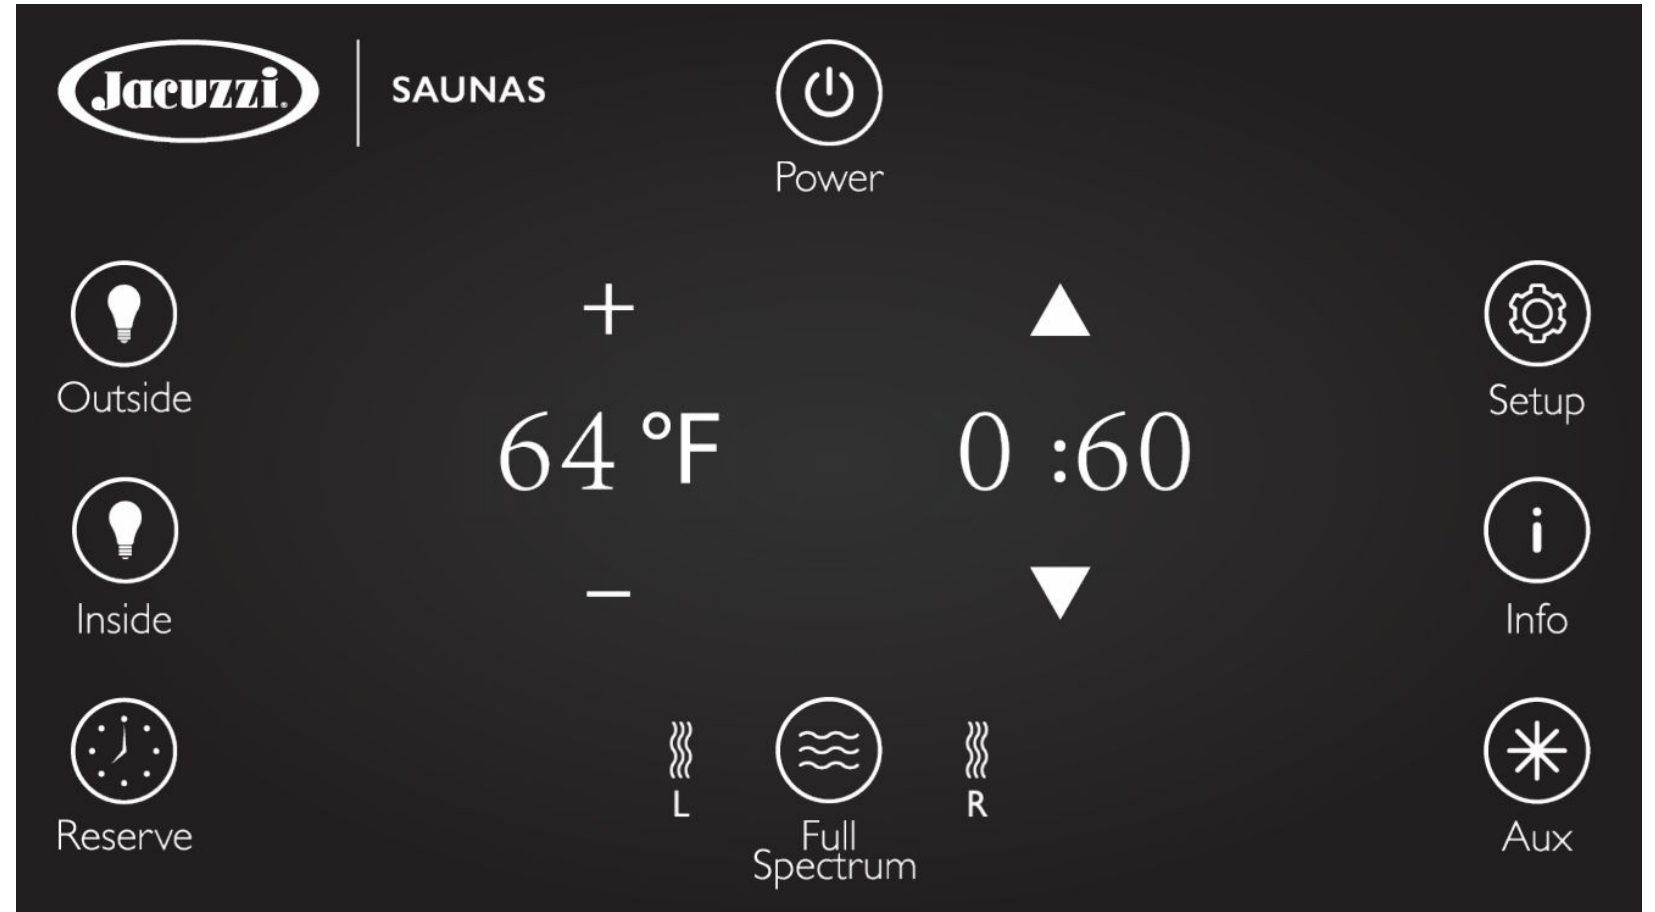 Jacuzzi®
SAUNAS
Power
Outside
+
▲
Setup
64 °F
0 :60
Inside
−
▼
i
Info
Reserve
L
Full
Spectrum
R
Aux